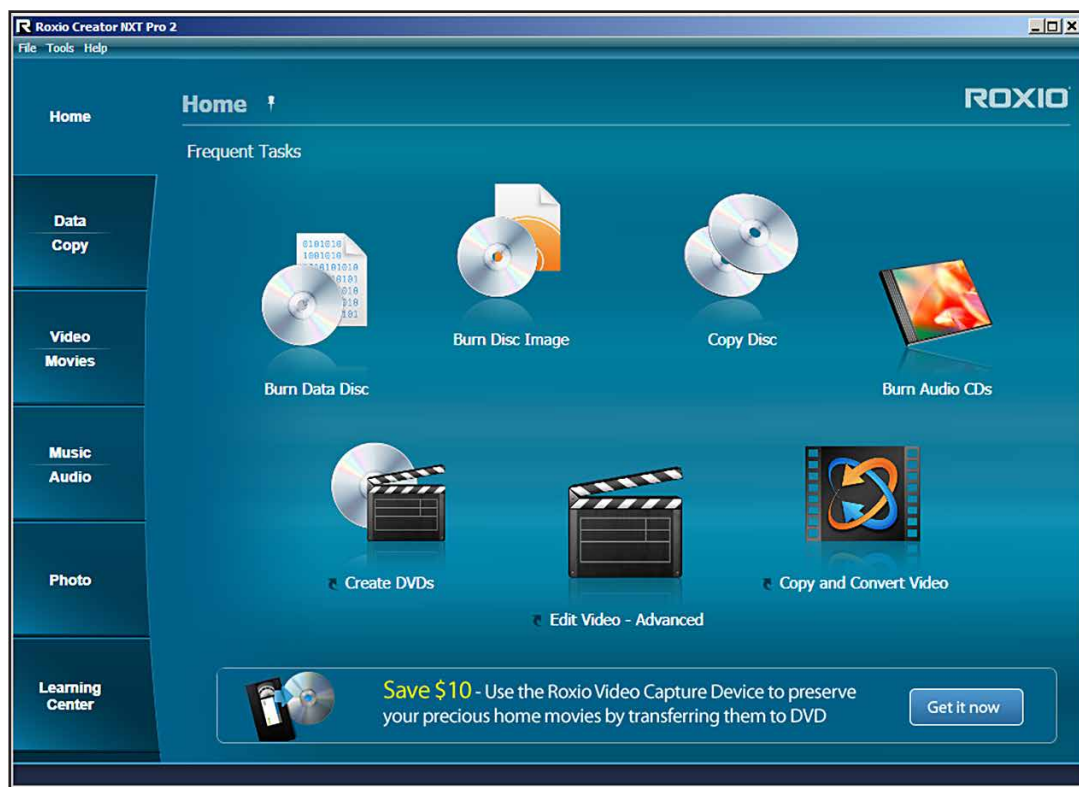 Roxio Creator NXT Pro 2
File Tools Help
Home
Data
Copy
Video
Movies
Music
Audio
Photo
Learning
Center
Home
ROXIO
Frequent Tasks
0101010
1001010
Burn Data Disc
Burn Disc Image
Copy Disc
Burn Audio CDs
Create DVDs
Edit Video - Advanced
Copy and Convert Video
Save $10 - Use the Roxio Video Capture Device to preserve
your precious home movies by transferring them to DVD
Get it now